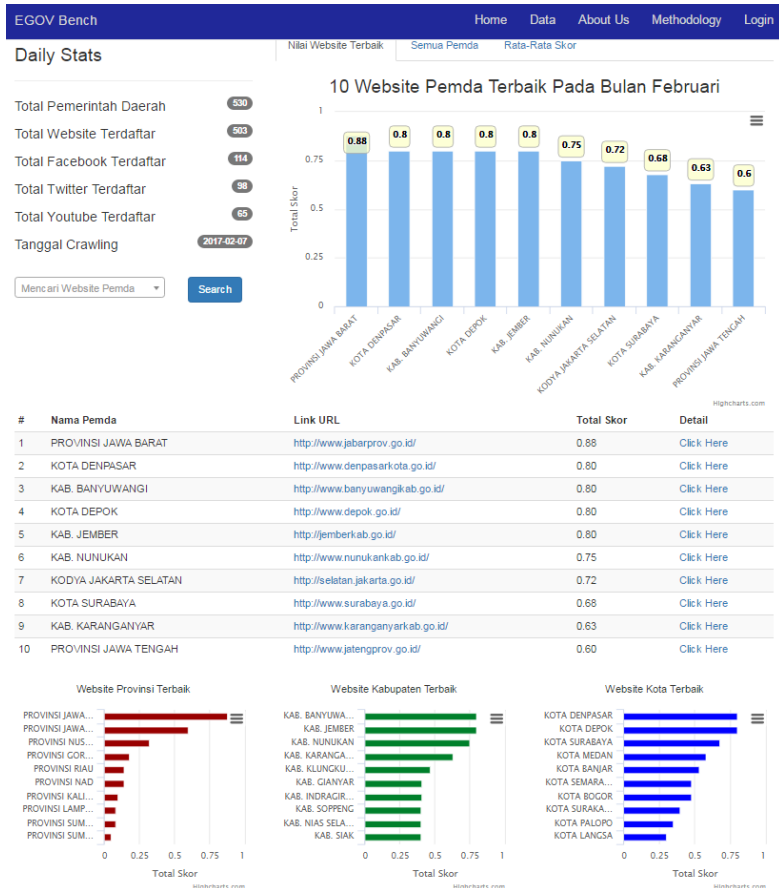 EGOV Bench Home Data About Us Methodology Login
Daily Stats
Total Pemerintah Daerah 530
Total Website Terdaftar 503
Total Facebook Terdaftar 114
Total Twitter Terdaftar 98
Total Youtube Terdaftar 65
Tanggal Crawling 2017-02-07
Mencari Website Pemda Search
Nilai Website Terbaik Semua Pemda Rata-Rata Skor
10 Website Pemda Terbaik Pada Bulan Februari
Total Skor
1
0.75
0.5
0.25
0
0.88 0.8 0.8 0.8 0.8 0.75 0.72 0.68 0.63 0.6
PROVINSI JAWA BARAT
KOTA DENPASAR
KAB. BANYUWANGI
KOTA DEPOK
KAB. JEMBER
KAB. NUNUKAN
KODYA JAKARTA SELATAN
KOTA SURABAYA
KAB. KARANGANYAR
PROVINSI JAWA TENGAH
Highcharts.com
# Nama Pemda Link URL Total Skor Detail
1 PROVINSI JAWA BARAT http://www.jabarprov.go.id/ 0.88 Click Here
2 KOTA DENPASAR http://www.denpasarkota.go.id/ 0.80 Click Here
3 KAB. BANYUWANGI http://www.banyuwangikab.go.id/ 0.80 Click Here
4 KOTA DEPOK http://www.depok.go.id/ 0.80 Click Here
5 KAB. JEMBER http://jemberkab.go.id/ 0.80 Click Here
6 KAB. NUNUKAN http://www.nunukankab.go.id/ 0.75 Click Here
7 KODYA JAKARTA SELATAN http://selatan.jakarta.go.id/ 0.72 Click Here
8 KOTA SURABAYA http://www.surabaya.go.id/ 0.68 Click Here
9 KAB. KARANGANYAR http://www.karanganyarkab.go.id/ 0.63 Click Here
10 PROVINSI JAWA TENGAH http://www.jatengprov.go.id/ 0.60 Click Here
Website Provinsi Terbaik
PROVINSI JAWA...
PROVINSI JAWA...
PROVINSI NUS...
PROVINSI GOR...
PROVINSI RIAU
PROVINSI NAD
PROVINSI KALI...
PROVINSI LAMP...
PROVINSI SUM...
PROVINSI SUM...
0 0.25 0.5 0.75 1
Total Skor
Highcharts.com
Website Kabupaten Terbaik
KAB. BANYUWA...
KAB. JEMBER
KAB. NUNUKAN
KAB. KARANGA...
KAB. KLUNGKU...
KAB. GIANYAR
KAB. INDRAGIR...
KAB. SOPPENG
KAB. NIAS SELA...
KAB. SIAK
0 0.25 0.5 0.75 1
Total Skor
Highcharts.com
Website Kota Terbaik
KOTA DENPASAR
KOTA DEPOK
KOTA SURABAYA
KOTA MEDAN
KOTA BANJAR
KOTA SEMARA...
KOTA BOGOR
KOTA SURAKA...
KOTA PALOPO
KOTA LANGSA
0 0.25 0.5 0.75 1
Total Skor
Highcharts.com